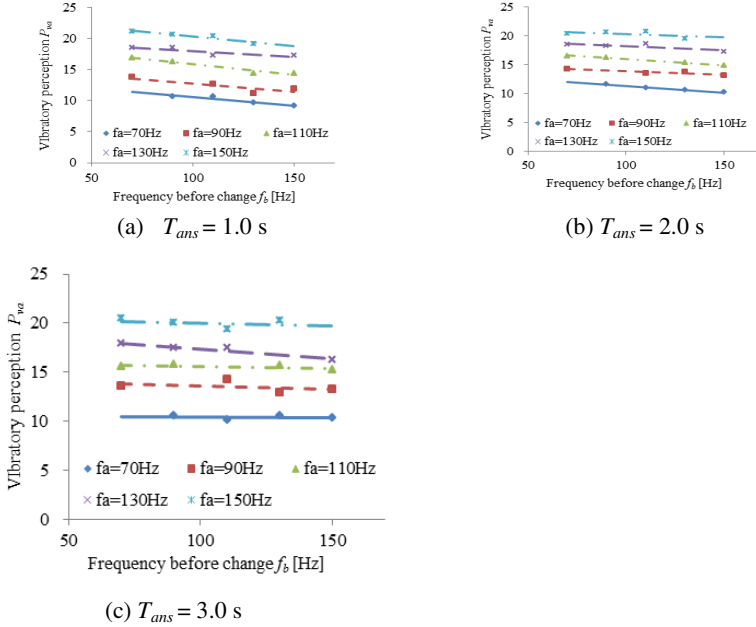 25
20
15
10
5
0
VIbratory perception Pva
fa=70Hz fa=90Hz fa=110Hz
fa=130Hz fa=150Hz
50 100 150
Frequency before change fb [Hz]
(a) Tans = 1.0 s
25
20
15
10
5
0
VIbratory perception Pva
fa=70Hz fa=90Hz fa=110Hz
fa=130Hz fa=150Hz
50 100 150
Frequency before change fb [Hz]
(b) Tans = 2.0 s
25
20
15
10
5
0
VIbratory perception Pva
fa=70Hz fa=90Hz fa=110Hz
fa=130Hz fa=150Hz
50 100 150
Frequency before change fb [Hz]
(c) Tans = 3.0 s